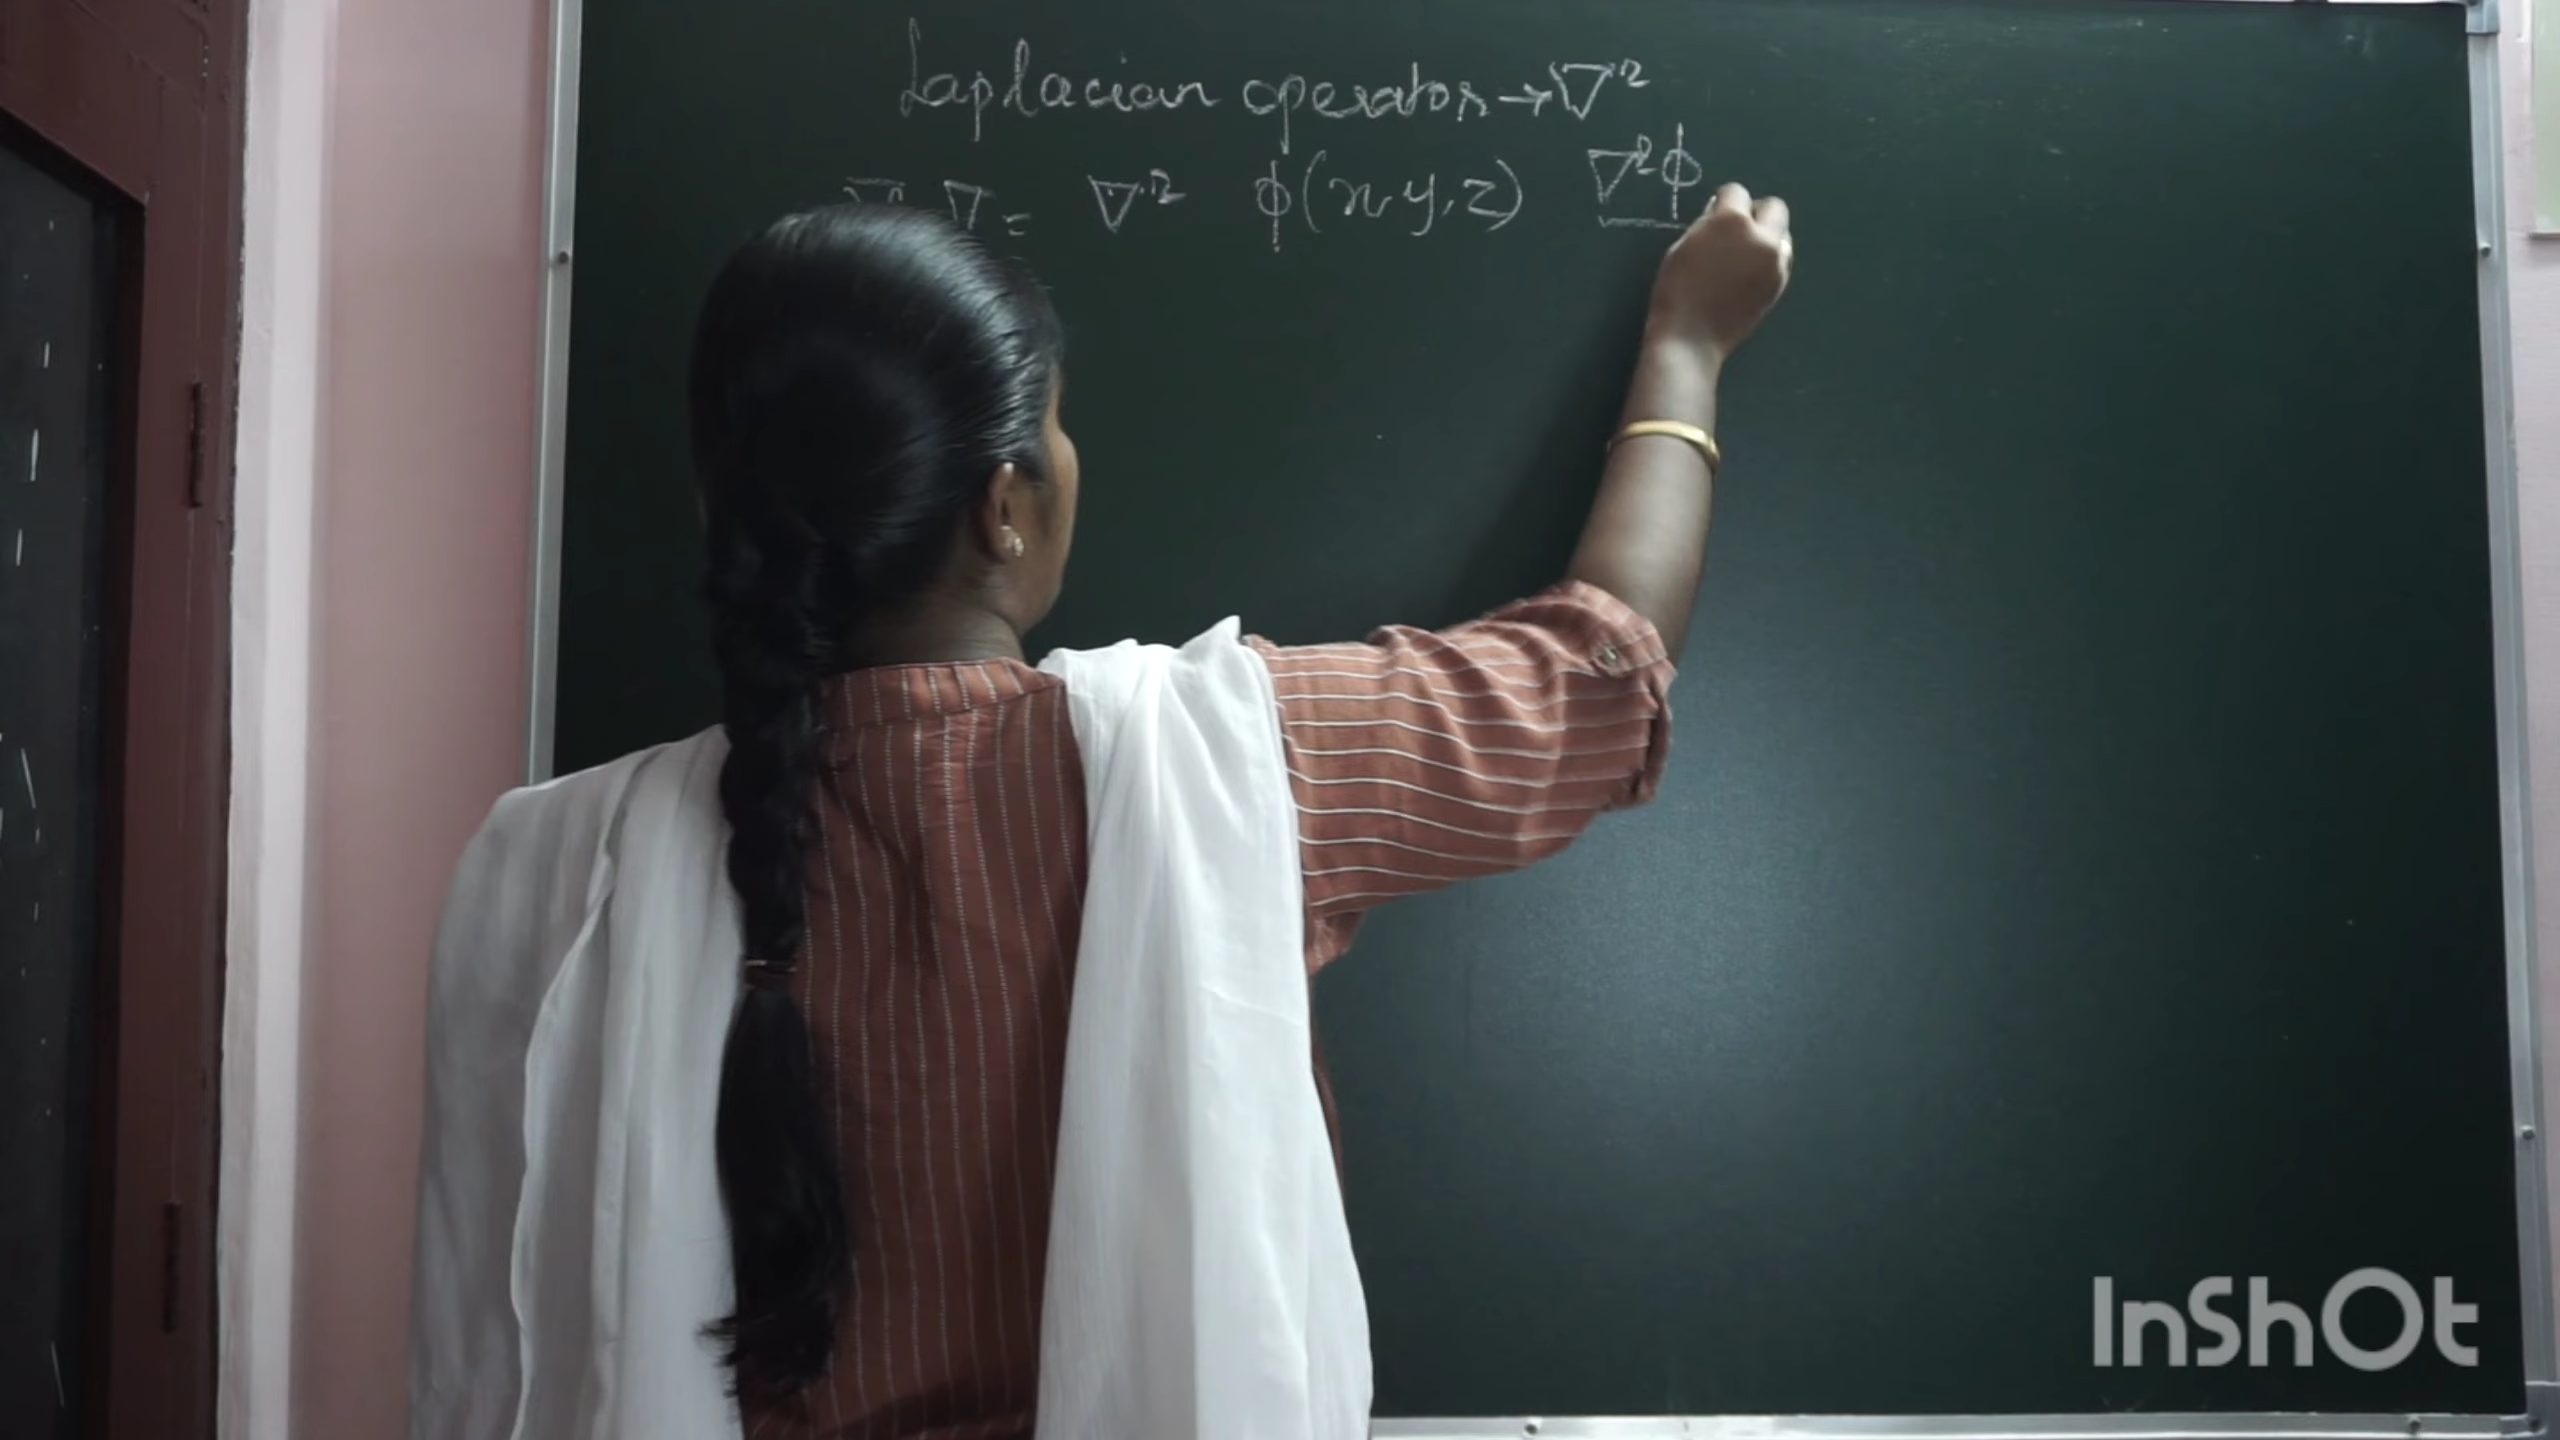 Laplacian operator → ∇²
∇ . ∇ = ∇² ϕ(x,y,z) ∇²ϕ
InShOt